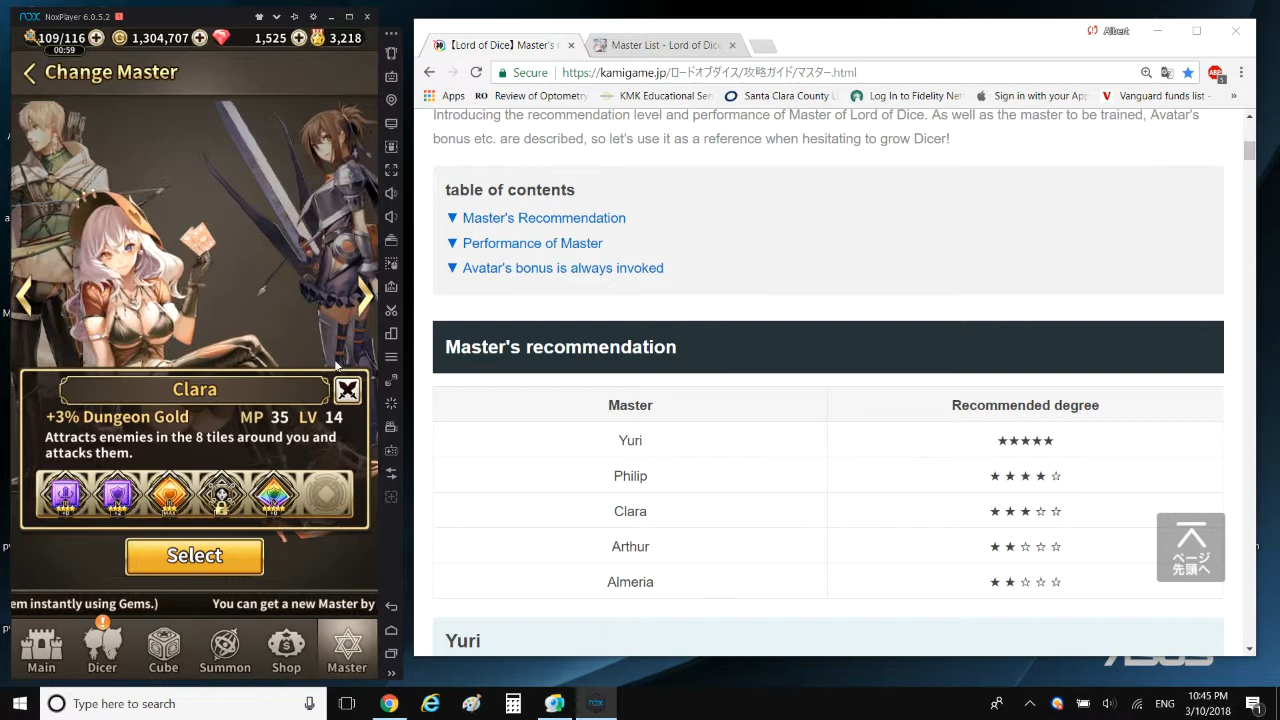 nox NoxPlayer 6.0.5.2
109/116 1,304,707 1,525 3,218
00:59
Change Master
Clara
+3% Dungeon Gold MP 35 LV 14
Attracts enemies in the 8 tiles around you and
attacks them.
MAX
Select
em instantly using Gems.) You can get a new Master by
Main Dicer Cube Summon Shop Master
Albert
【Lord of Dice】Master's r
Master List - Lord of Dice
Secure https://kamigame.jp/ロードオブダイス/攻略ガイド/マスター.html
Apps
RO Review of Optometry
KMK Educational Ser
Santa Clara County L
Log In to Fidelity Net
Sign in with your App
Vanguard funds list -
Introducing the recommendation level and performance of Master of Lord of Dice. As well as the master to be trained, Avatar's
bonus etc. are described, so let's use it as a reference when hesitating to grow Dicer!
table of contents
▼ Master's Recommendation
▼ Performance of Master
▼ Avatar's bonus is always invoked
Master's recommendation
Master Recommended degree
Yuri ★★★★★
Philip ★★★★☆
Clara ★★★☆☆
Arthur ★★☆☆☆
Almeria ★★☆☆☆
ページ
先頭へ
Yuri
Type here to search
ENG
10:45 PM
3/10/2018